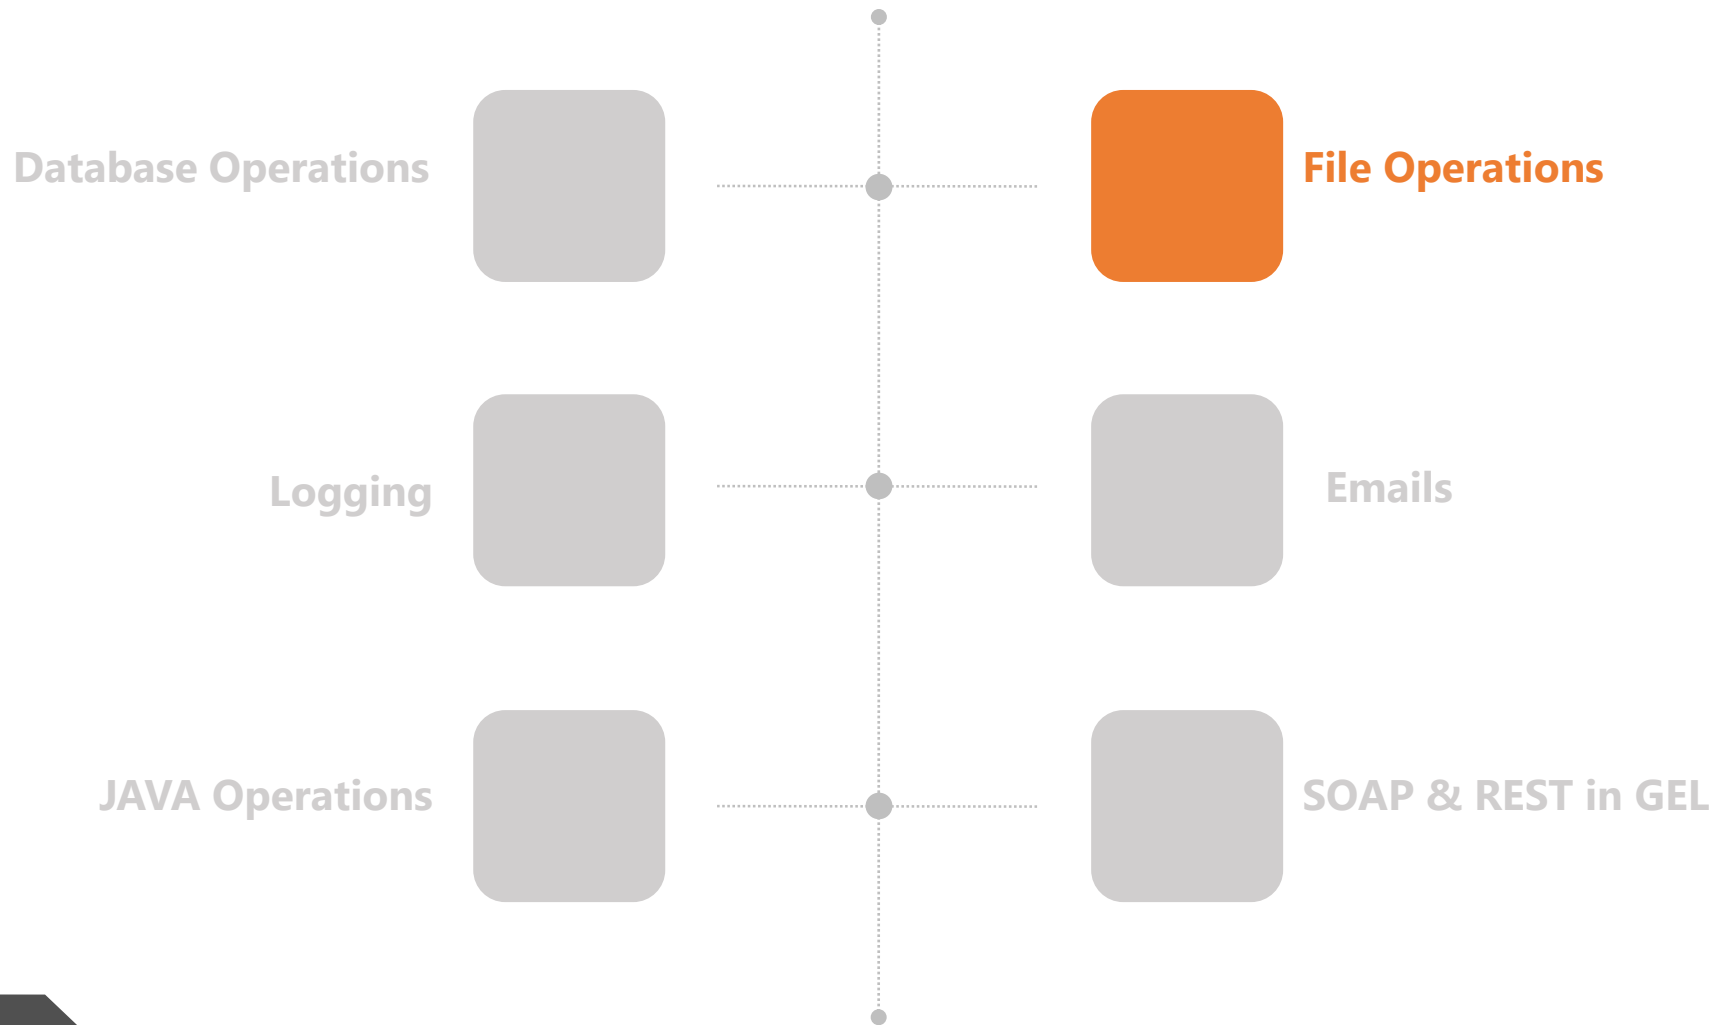 Database Operations
File Operations
Logging
Emails
JAVA Operations
SOAP & REST in GEL